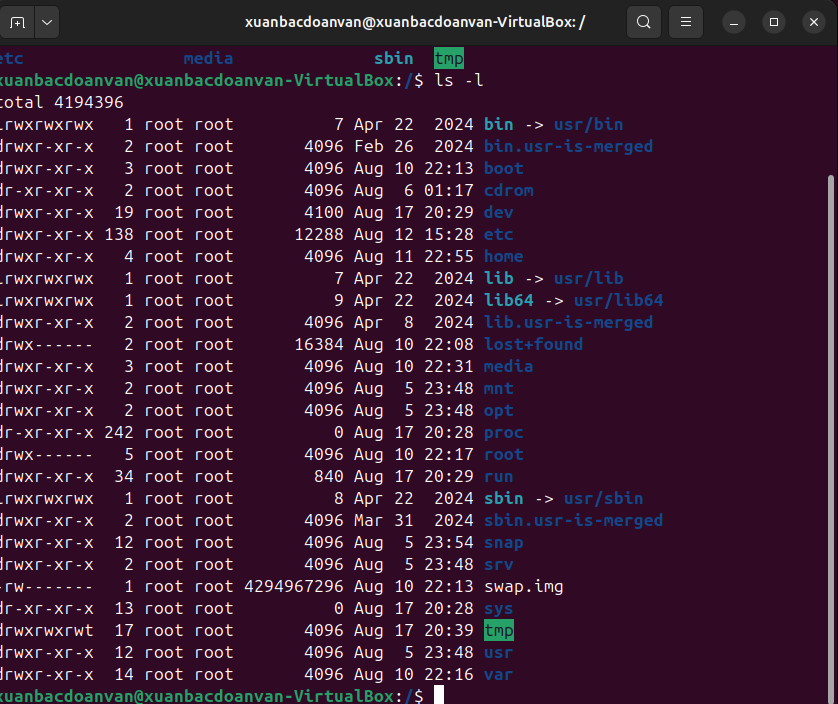 xuanbacdoanvan@xuanbacdoanvan-VirtualBox: /
etc media sbin tmp
xuanbacdoanvan@xuanbacdoanvan-VirtualBox:/$ ls -l
total 4194396
lrwxrwxrwx   1 root root          7 Apr 22  2024 bin -> usr/bin
drwxr-xr-x   2 root root       4096 Feb 26  2024 bin.usr-is-merged
drwxr-xr-x   3 root root       4096 Aug 10 22:13 boot
dr-xr-xr-x   2 root root       4096 Aug  6 01:17 cdrom
drwxr-xr-x  19 root root       4100 Aug 17 20:29 dev
drwxr-xr-x 138 root root      12288 Aug 12 15:28 etc
drwxr-xr-x   4 root root       4096 Aug 11 22:55 home
lrwxrwxrwx   1 root root          7 Apr 22  2024 lib -> usr/lib
lrwxrwxrwx   1 root root          9 Apr 22  2024 lib64 -> usr/lib64
drwxr-xr-x   2 root root       4096 Apr  8  2024 lib.usr-is-merged
drwx------   2 root root      16384 Aug 10 22:08 lost+found
drwxr-xr-x   3 root root       4096 Aug 10 22:31 media
drwxr-xr-x   2 root root       4096 Aug  5 23:48 mnt
drwxr-xr-x   2 root root       4096 Aug  5 23:48 opt
dr-xr-xr-x 242 root root          0 Aug 17 20:28 proc
drwx------   5 root root       4096 Aug 10 22:17 root
drwxr-xr-x  34 root root        840 Aug 17 20:29 run
lrwxrwxrwx   1 root root          8 Apr 22  2024 sbin -> usr/sbin
drwxr-xr-x   2 root root       4096 Mar 31  2024 sbin.usr-is-merged
drwxr-xr-x  12 root root       4096 Aug  5 23:54 snap
drwxr-xr-x   2 root root       4096 Aug  5 23:48 srv
-rw-------   1 root root 4294967296 Aug 10 22:13 swap.img
dr-xr-xr-x  13 root root          0 Aug 17 20:28 sys
drwxrwxrwt  17 root root       4096 Aug 17 20:39 tmp
drwxr-xr-x  12 root root       4096 Aug  5 23:48 usr
drwxr-xr-x  14 root root       4096 Aug 10 22:16 var
xuanbacdoanvan@xuanbacdoanvan-VirtualBox:/$